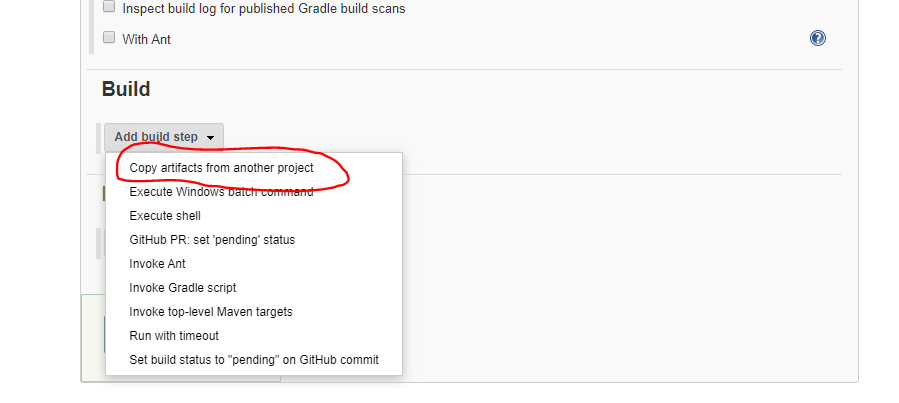 Inspect build log for published Gradle build scans
With Ant
Build
Add build step
Copy artifacts from another project
Execute Windows batch command
Execute shell
GitHub PR: set 'pending' status
Invoke Ant
Invoke Gradle script
Invoke top-level Maven targets
Run with timeout
Set build status to "pending" on GitHub commit